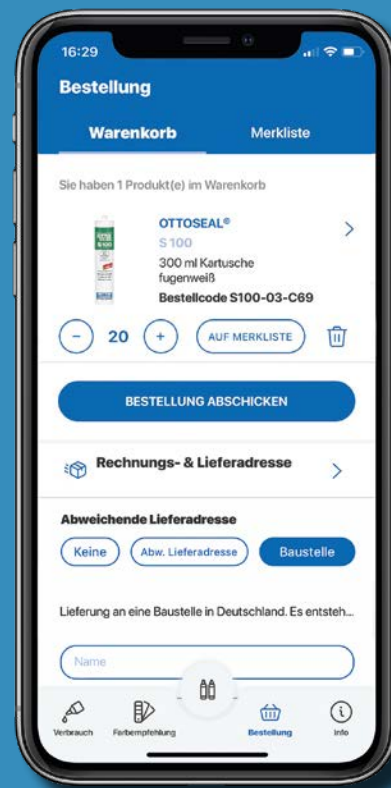 16:29
Bestellung
Warenkorb Merkliste
Sie haben 1 Produkt(e) im Warenkorb
OTTOSEAL®
S 100
300 ml Kartusche
fugenweiß
Bestellcode S100-03-C69
− 20 + AUF MERKLISTE
BESTELLUNG ABSCHICKEN
Rechnungs- & Lieferadresse
Abweichende Lieferadresse
Keine Abw. Lieferadresse Baustelle
Lieferung an eine Baustelle in Deutschland. Es entsteh...
Name
Verbrauch Farbempfehlung Bestellung Info